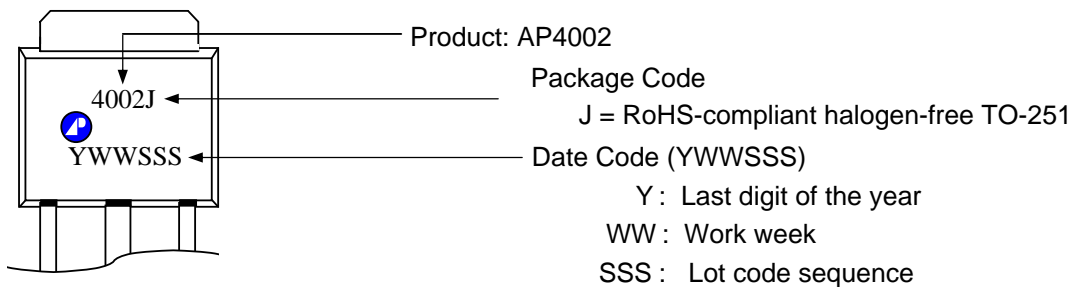 Product: AP4002
Package Code
4002J
J = RoHS-compliant halogen-free TO-251
AP
YWWSSS
Date Code (YWWSSS)
Y : Last digit of the year
WW : Work week
SSS : Lot code sequence